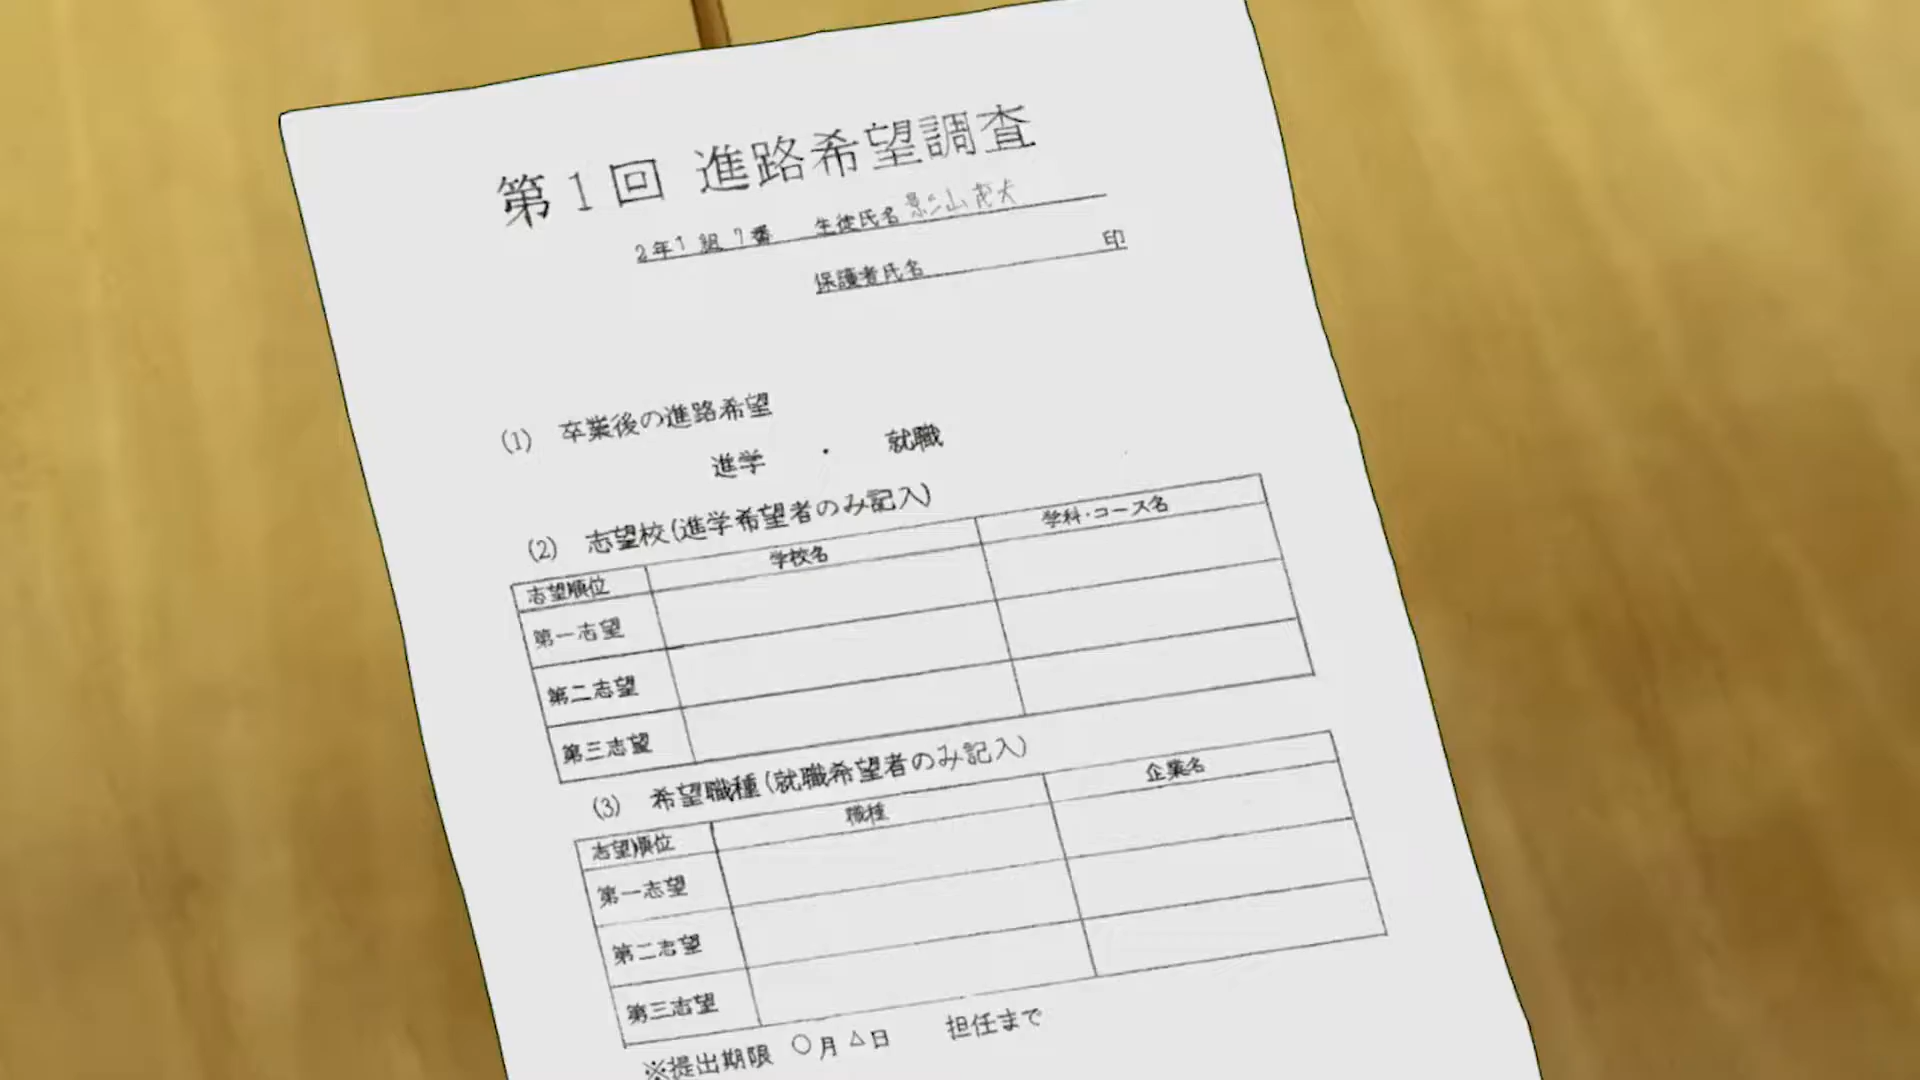 第1回 進路希望調査
2年1組7番 生徒氏名 影山茂夫
保護者氏名 印
(1) 卒業後の進路希望
進学 ・ 就職
(2) 志望校(進学希望者のみ記入)
志望順位 学校名 学科・コース名
第一志望
第二志望
第三志望
(3) 希望職種(就職希望者のみ記入)
志望順位 職種 企業名
第一志望
第二志望
第三志望
※提出期限 ○月△日 担任まで